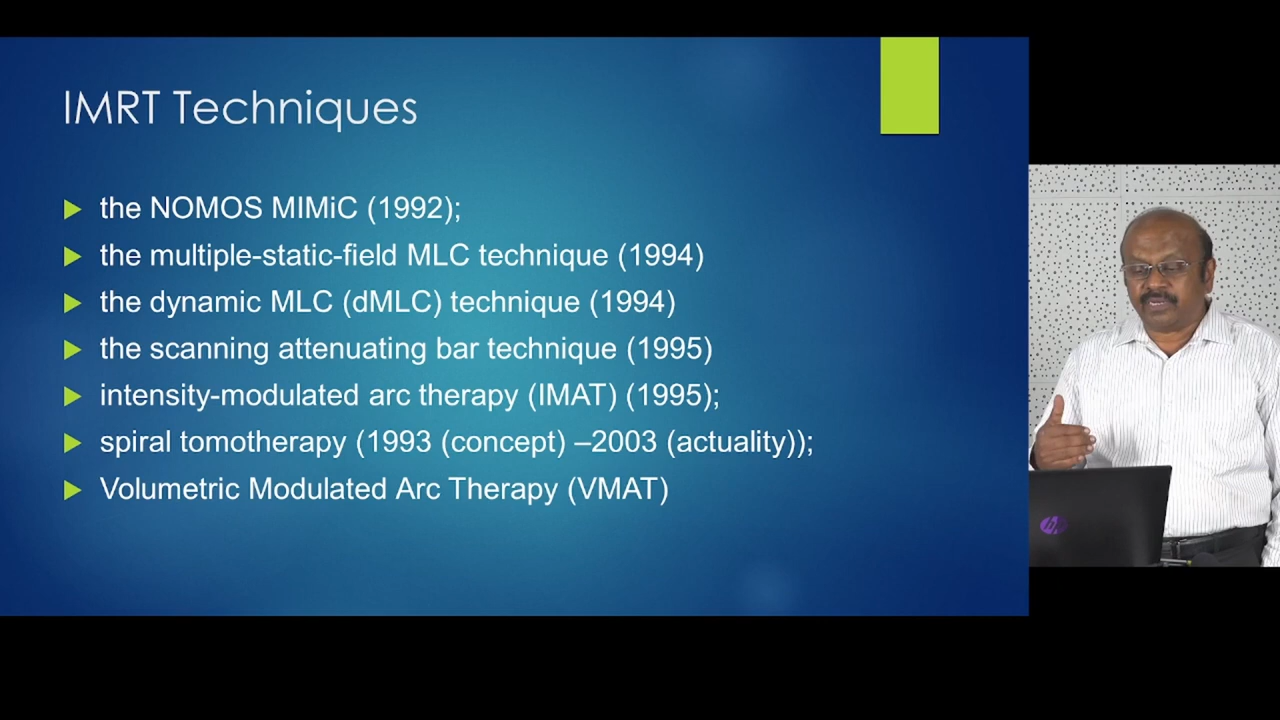 IMRT Techniques
the NOMOS MIMiC (1992);
the multiple-static-field MLC technique (1994)
the dynamic MLC (dMLC) technique (1994)
the scanning attenuating bar technique (1995)
intensity-modulated arc therapy (IMAT) (1995);
spiral tomotherapy (1993 (concept) –2003 (actuality));
Volumetric Modulated Arc Therapy (VMAT)
hp